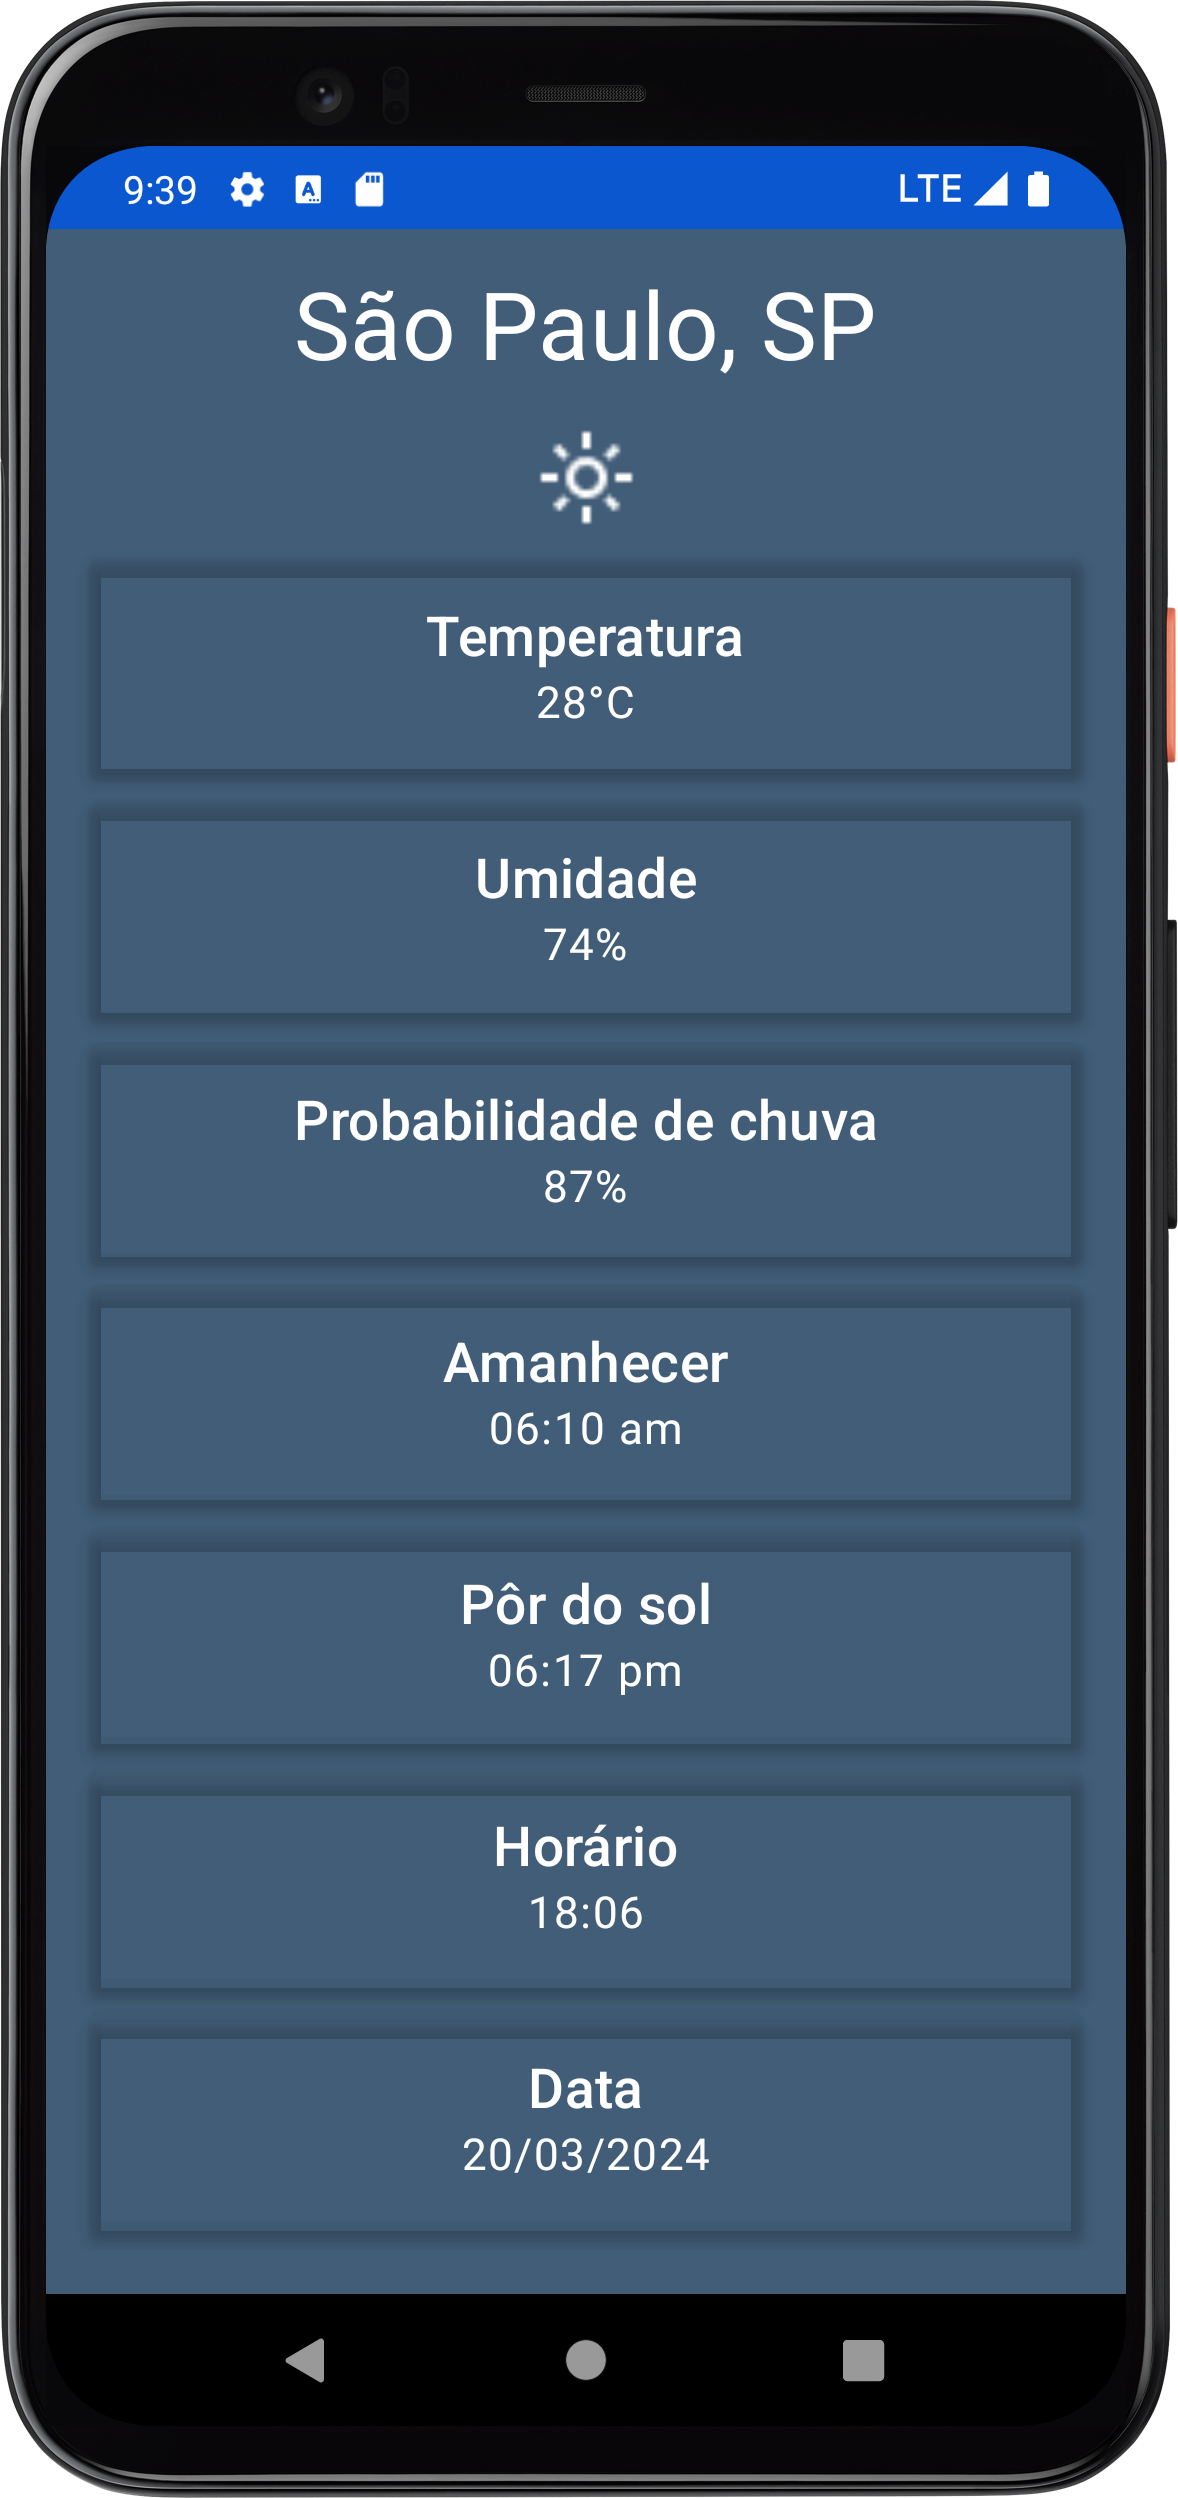 9:39 LTE
São Paulo, SP
Temperatura
28°C
Umidade
74%
Probabilidade de chuva
87%
Amanhecer
06:10 am
Pôr do sol
06:17 pm
Horário
18:06
Data
20/03/2024